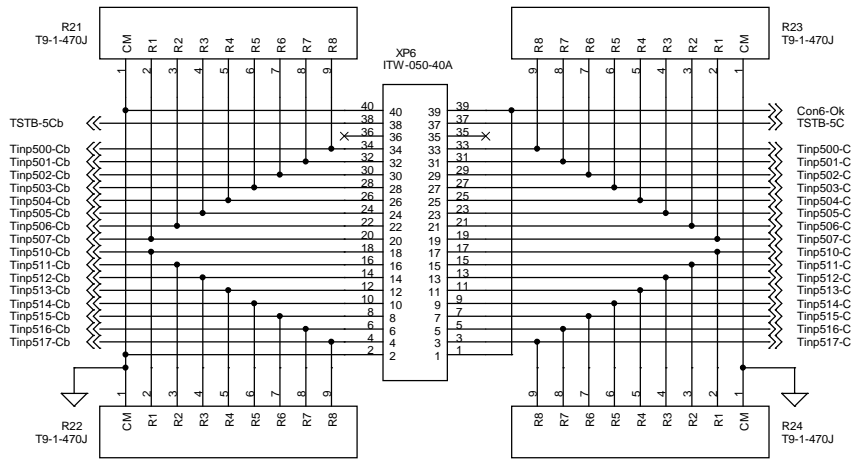 R21
T9-1-470J
CM R1 R2 R3 R4 R5 R6 R7 R8
1 2 3 4 5 6 7 8 9
XP6
ITW-050-40A
R8 R7 R6 R5 R4 R3 R2 R1 CM
9 8 7 6 5 4 3 2 1
R23
T9-1-470J
40 40 39 39 Con6-Ok
TSTB-5Cb 38 38 37 37 TSTB-5C
36 36 35 35
Tinp500-Cb 34 34 33 33 Tinp500-C
Tinp501-Cb 32 32 31 31 Tinp501-C
Tinp502-Cb 30 30 29 29 Tinp502-C
Tinp503-Cb 28 28 27 27 Tinp503-C
Tinp504-Cb 26 26 25 25 Tinp504-C
Tinp505-Cb 24 24 23 23 Tinp505-C
Tinp506-Cb 22 22 21 21 Tinp506-C
Tinp507-Cb 20 20 19 19 Tinp507-C
Tinp510-Cb 18 18 17 17 Tinp510-C
Tinp511-Cb 16 16 15 15 Tinp511-C
Tinp512-Cb 14 14 13 13 Tinp512-C
Tinp513-Cb 12 12 11 11 Tinp513-C
Tinp514-Cb 10 10 9 9 Tinp514-C
Tinp515-Cb 8 8 7 7 Tinp515-C
Tinp516-Cb 6 6 5 5 Tinp516-C
Tinp517-Cb 4 4 3 3 Tinp517-C
2 2 1 1
1 2 3 4 5 6 7 8 9
CM R1 R2 R3 R4 R5 R6 R7 R8
R22
T9-1-470J
9 8 7 6 5 4 3 2 1
R8 R7 R6 R5 R4 R3 R2 R1 CM
R24
T9-1-470J